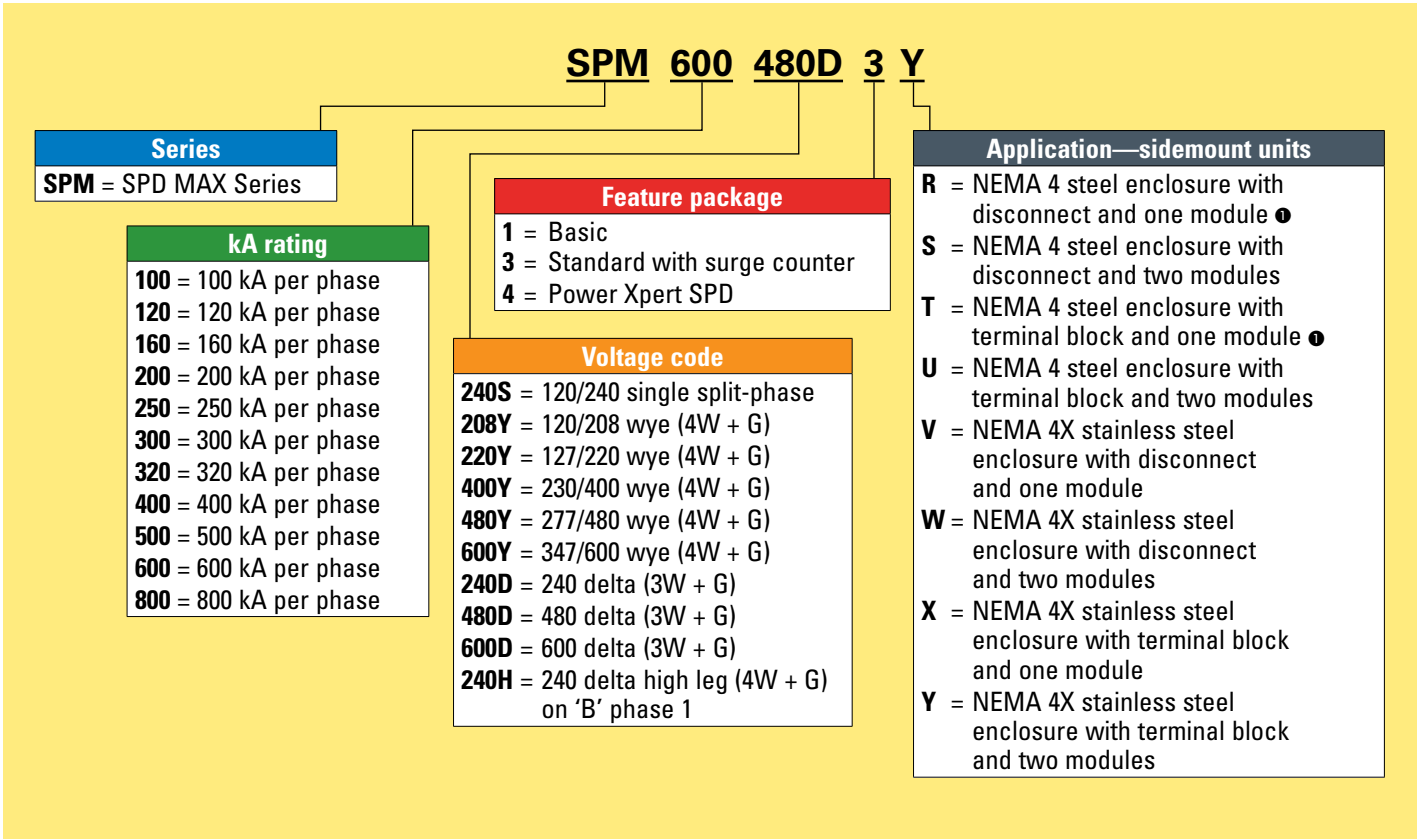 SPM 600 480D 3 Y
Series
SPM = SPD MAX Series
kA rating
100 = 100 kA per phase
120 = 120 kA per phase
160 = 160 kA per phase
200 = 200 kA per phase
250 = 250 kA per phase
300 = 300 kA per phase
320 = 320 kA per phase
400 = 400 kA per phase
500 = 500 kA per phase
600 = 600 kA per phase
800 = 800 kA per phase
Voltage code
240S = 120/240 single split-phase
208Y = 120/208 wye (4W + G)
220Y = 127/220 wye (4W + G)
400Y = 230/400 wye (4W + G)
480Y = 277/480 wye (4W + G)
600Y = 347/600 wye (4W + G)
240D = 240 delta (3W + G)
480D = 480 delta (3W + G)
600D = 600 delta (3W + G)
240H = 240 delta high leg (4W + G)
on ‘B’ phase 1
Feature package
1 = Basic
3 = Standard with surge counter
4 = Power Xpert SPD
Application—sidemount units
R = NEMA 4 steel enclosure with
disconnect and one module ❶
S = NEMA 4 steel enclosure with
disconnect and two modules
T = NEMA 4 steel enclosure with
terminal block and one module ❶
U = NEMA 4 steel enclosure with
terminal block and two modules
V = NEMA 4X stainless steel
enclosure with disconnect
and one module
W = NEMA 4X stainless steel
enclosure with disconnect
and two modules
X = NEMA 4X stainless steel
enclosure with terminal block
and one module
Y = NEMA 4X stainless steel
enclosure with terminal block
and two modules